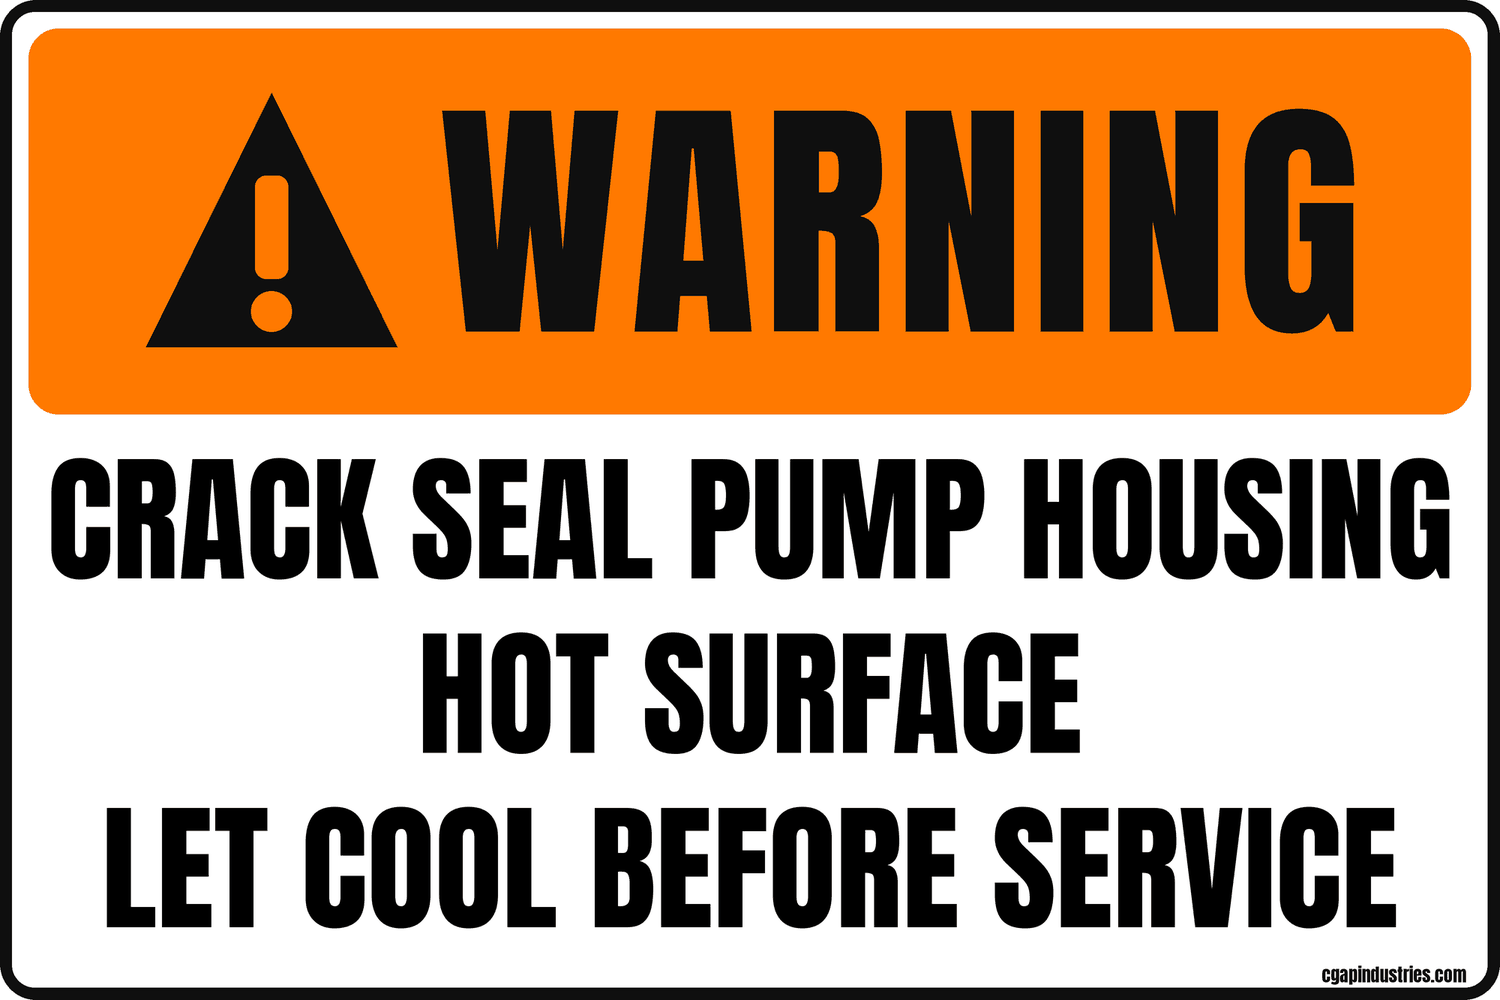 WARNING
CRACK SEAL PUMP HOUSING
HOT SURFACE
LET COOL BEFORE SERVICE
cgapindustries.com